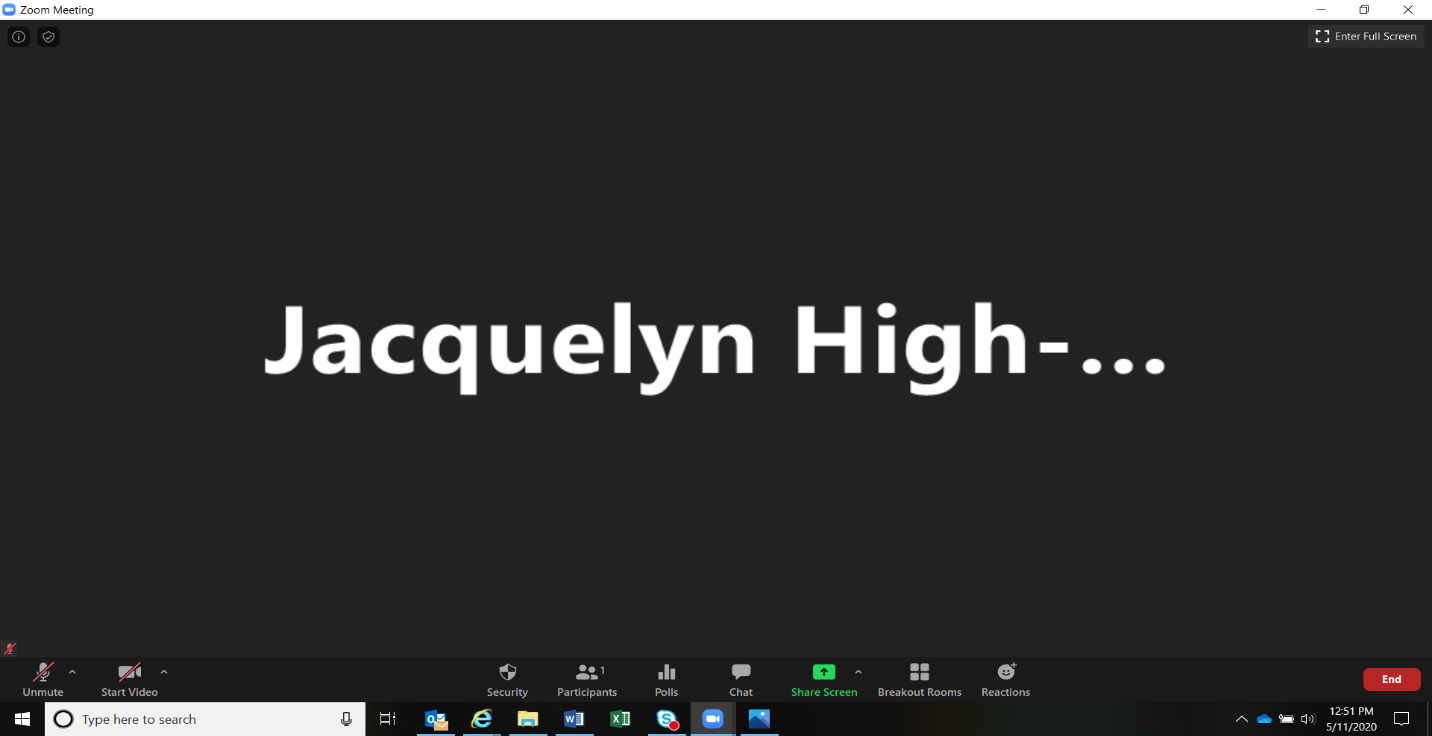 Zoom Meeting
Enter Full Screen
Jacquelyn High-...
Unmute
Start Video
Security
Participants
1
Polls
Chat
Share Screen
Breakout Rooms
Reactions
End
Type here to search
12:51 PM
5/11/2020